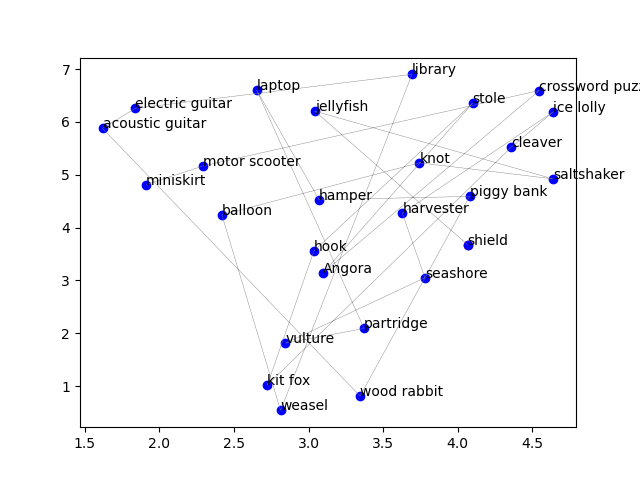 7
library
laptop
crossword puzz
stole
electric guitar
jellyfish
ice lolly
6
acoustic guitar
cleaver
motor scooter
knot
5
miniskirt
saltshaker
hamper
piggy bank
balloon
harvester
4
hook
shield
Angora
3
seashore
2
partridge
vulture
1
kit fox
wood rabbit
weasel
1.5 2.0 2.5 3.0 3.5 4.0 4.5